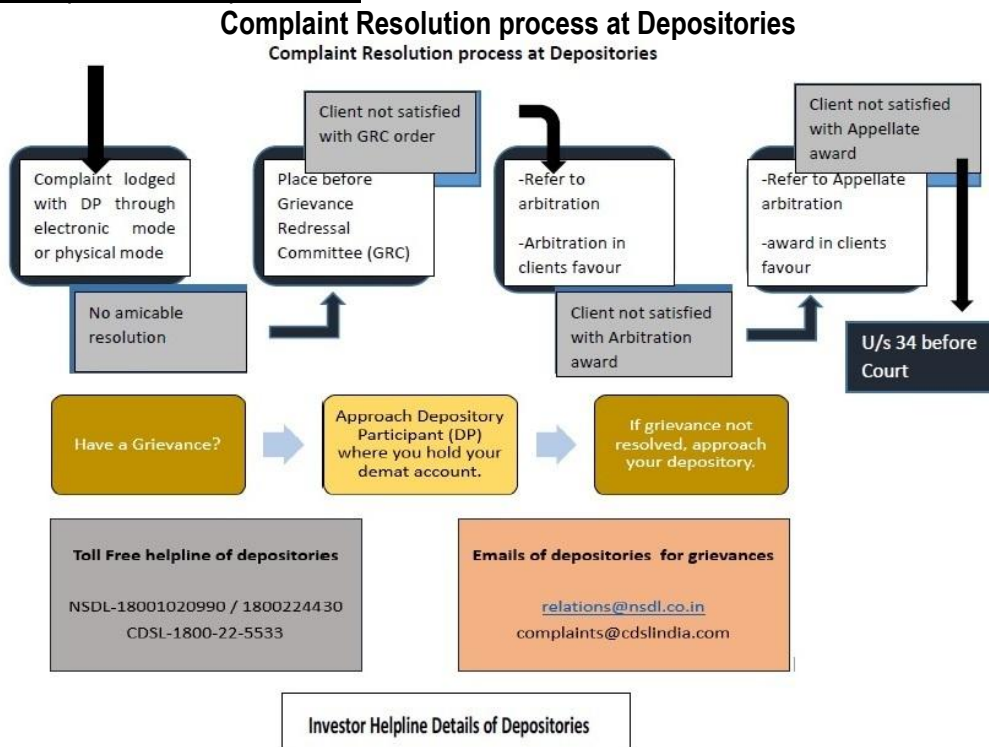 Complaint Resolution process at Depositories
Complaint Resolution process at Depositories
Complaint lodged
with DP through
electronic mode
or physical mode
No amicable
resolution
Client not satisfied
with GRC order
Place before
Grievance
Redressal
Committee (GRC)
-Refer to
arbitration
-Arbitration in
clients favour
Client not satisfied
with Arbitration
award
Client not satisfied
with Appellate
award
-Refer to Appellate
arbitration
-award in clients
favour
U/s 34 before
Court
Have a Grievance?
Approach Depository
Participant (DP)
where you hold your
demat account.
If grievance not
resolved, approach
your depository.
Toll Free helpline of depositories
NSDL-18001020990 / 1800224430
CDSL-1800-22-5533
Emails of depositories for grievances
relations@nsdl.co.in
complaints@cdslindia.com
Investor Helpline Details of Depositories